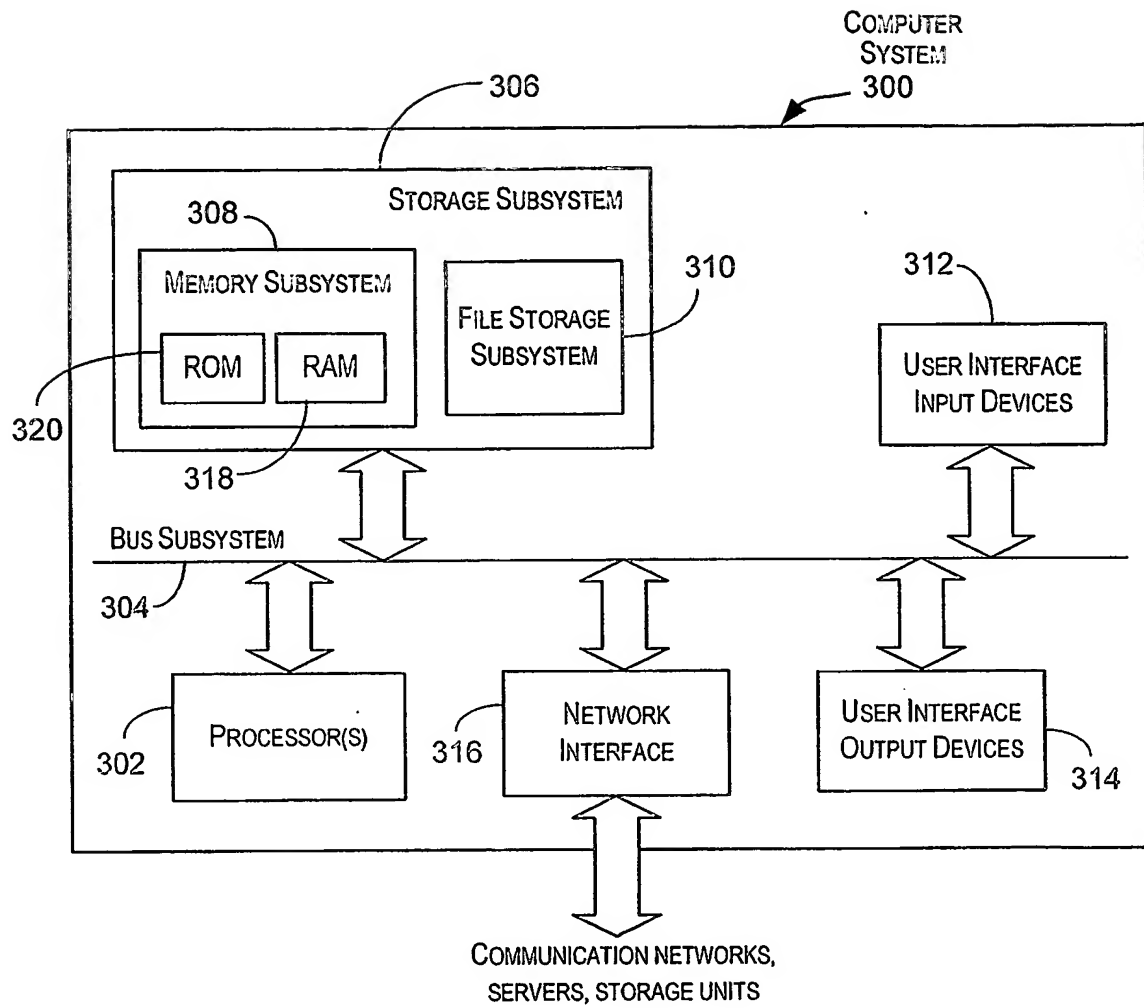 COMPUTER
SYSTEM
300
306
STORAGE SUBSYSTEM
308
MEMORY SUBSYSTEM
310
FILE STORAGE
SUBSYSTEM
ROM
RAM
320
318
312
USER INTERFACE
INPUT DEVICES
BUS SUBSYSTEM
304
PROCESSOR(S)
302
NETWORK
INTERFACE
316
USER INTERFACE
OUTPUT DEVICES
314
COMMUNICATION NETWORKS,
SERVERS, STORAGE UNITS